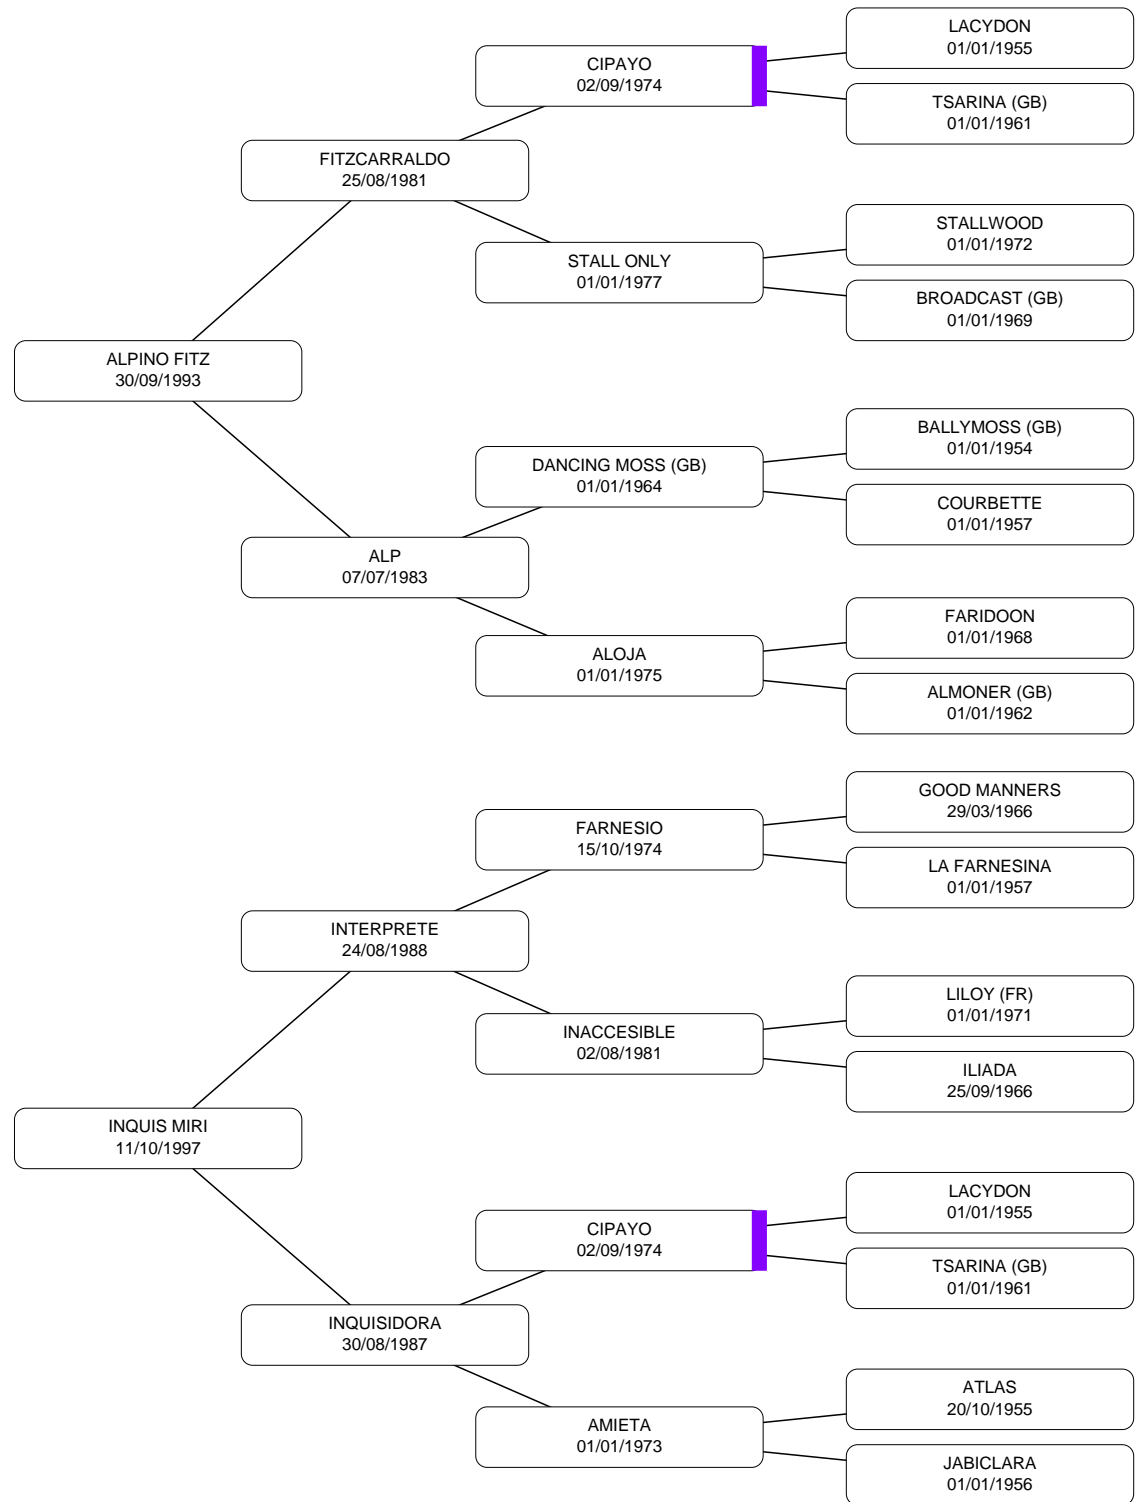 LACYDON
01/01/1955
CIPAYO
02/09/1974
TSARINA (GB)
01/01/1961
FITZCARRALDO
25/08/1981
STALLWOOD
01/01/1972
STALL ONLY
01/01/1977
BROADCAST (GB)
01/01/1969
ALPINO FITZ
30/09/1993
BALLYMOSS (GB)
01/01/1954
DANCING MOSS (GB)
01/01/1964
COURBETTE
01/01/1957
ALP
07/07/1983
FARIDOON
01/01/1968
ALOJA
01/01/1975
ALMONER (GB)
01/01/1962
GOOD MANNERS
29/03/1966
FARNESIO
15/10/1974
LA FARNESINA
01/01/1957
INTERPRETE
24/08/1988
LILOY (FR)
01/01/1971
INACCESIBLE
02/08/1981
ILIADA
25/09/1966
INQUIS MIRI
11/10/1997
LACYDON
01/01/1955
CIPAYO
02/09/1974
TSARINA (GB)
01/01/1961
INQUISIDORA
30/08/1987
ATLAS
20/10/1955
AMIETA
01/01/1973
JABICLARA
01/01/1956